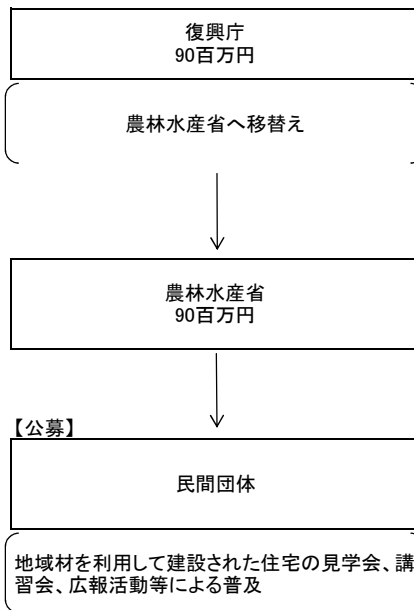 復興庁
90百万円
農林水産省へ移替え
農林水産省
90百万円
【公募】
民間団体
地域材を利用して建設された住宅の見学会、講
習会、広報活動等による普及